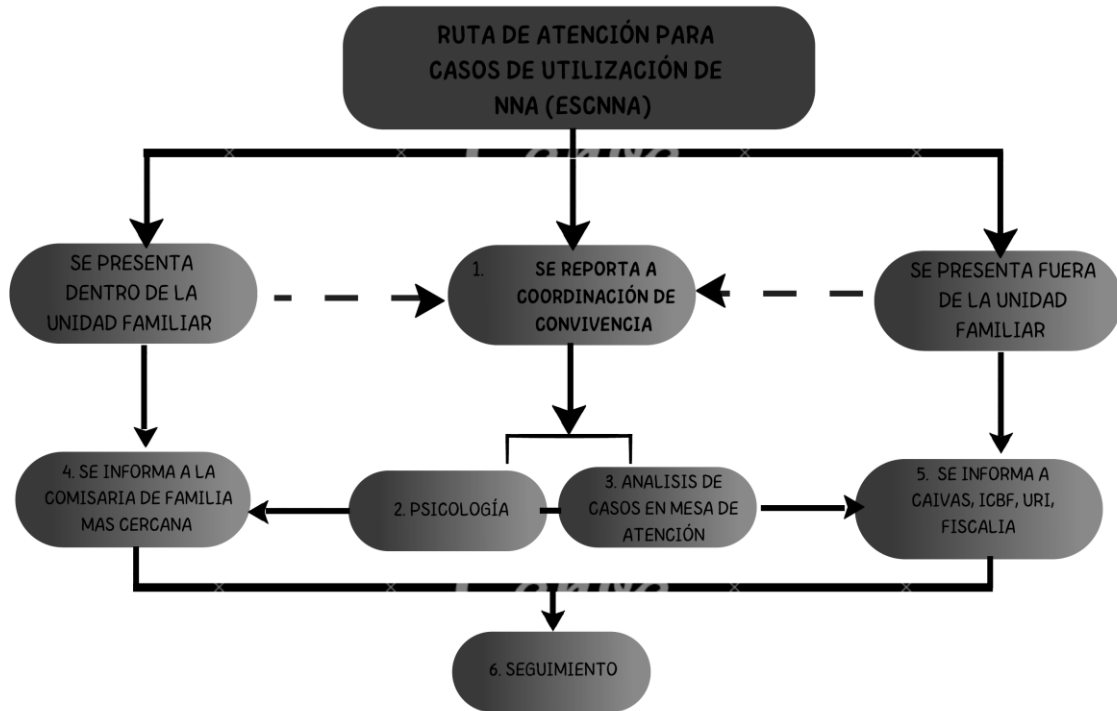 RUTA DE ATENCIÓN PARA
CASOS DE UTILIZACIÓN DE
NNA (ESCNNA)
SE PRESENTA
DENTRO DE LA
UNIDAD FAMILIAR
1. SE REPORTA A
COORDINACIÓN DE
CONVIVENCIA
SE PRESENTA FUERA
DE LA UNIDAD
FAMILIAR
4. SE INFORMA A LA
COMISARIA DE FAMILIA
MAS CERCANA
2. PSICOLOGÍA
3. ANALISIS DE
CASOS EN MESA DE
ATENCIÓN
5. SE INFORMA A
CAIVAS, ICBF, URI,
FISCALIA
6. SEGUIMIENTO